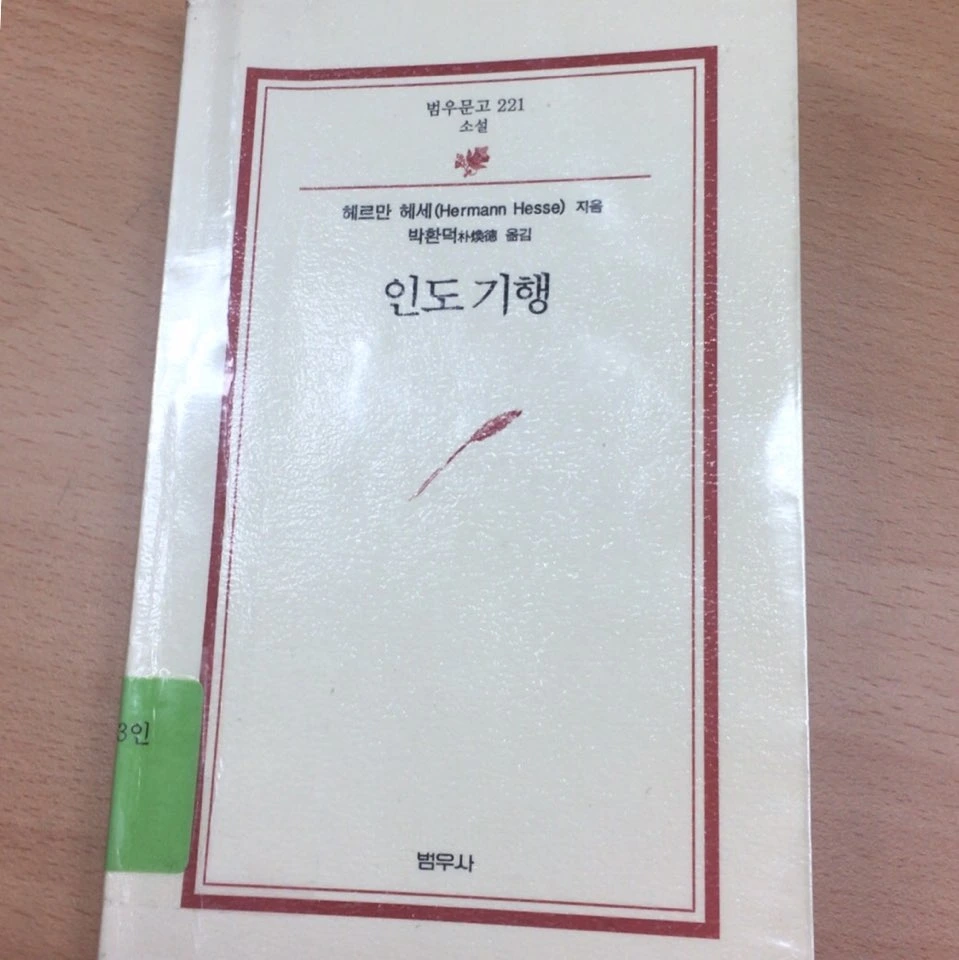 범우문고 221
소설
헤르만 헤세(Hermann Hesse) 지음
박환덕朴煥德 옮김
인도 기행
3인
범우사